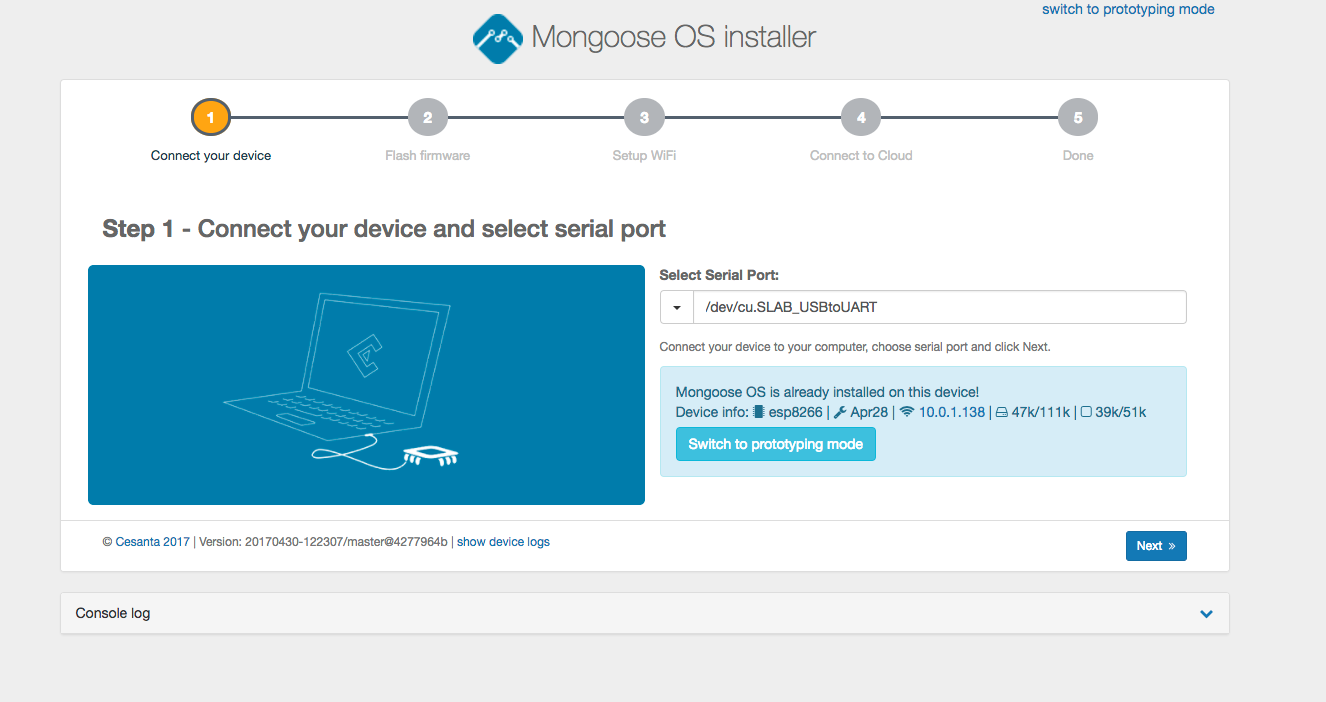 switch to prototyping mode
Mongoose OS installer
1 2 3 4 5
Connect your device Flash firmware Setup WiFi Connect to Cloud Done
Step 1 - Connect your device and select serial port
Select Serial Port:
/dev/cu.SLAB_USBtoUART
Connect your device to your computer, choose serial port and click Next.
Mongoose OS is already installed on this device!
Device info: esp8266 | Apr28 | 10.0.1.138 | 47k/111k | 39k/51k
Switch to prototyping mode
© Cesanta 2017 | Version: 20170430-122307/master@4277964b | show device logs
Next »
Console log